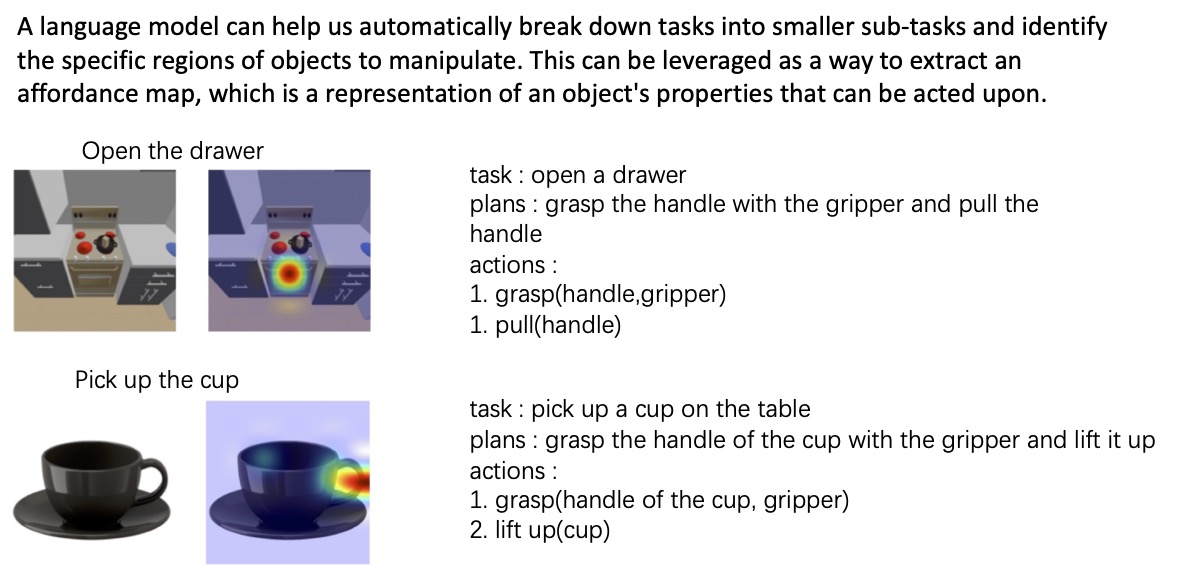 A language model can help us automatically break down tasks into smaller sub-tasks and identify
the specific regions of objects to manipulate. This can be leveraged as a way to extract an
affordance map, which is a representation of an object's properties that can be acted upon.
Open the drawer
task : open a drawer
plans : grasp the handle with the gripper and pull the
handle
actions :
1. grasp(handle,gripper)
1. pull(handle)
Pick up the cup
task : pick up a cup on the table
plans : grasp the handle of the cup with the gripper and lift it up
actions :
1. grasp(handle of the cup, gripper)
2. lift up(cup)